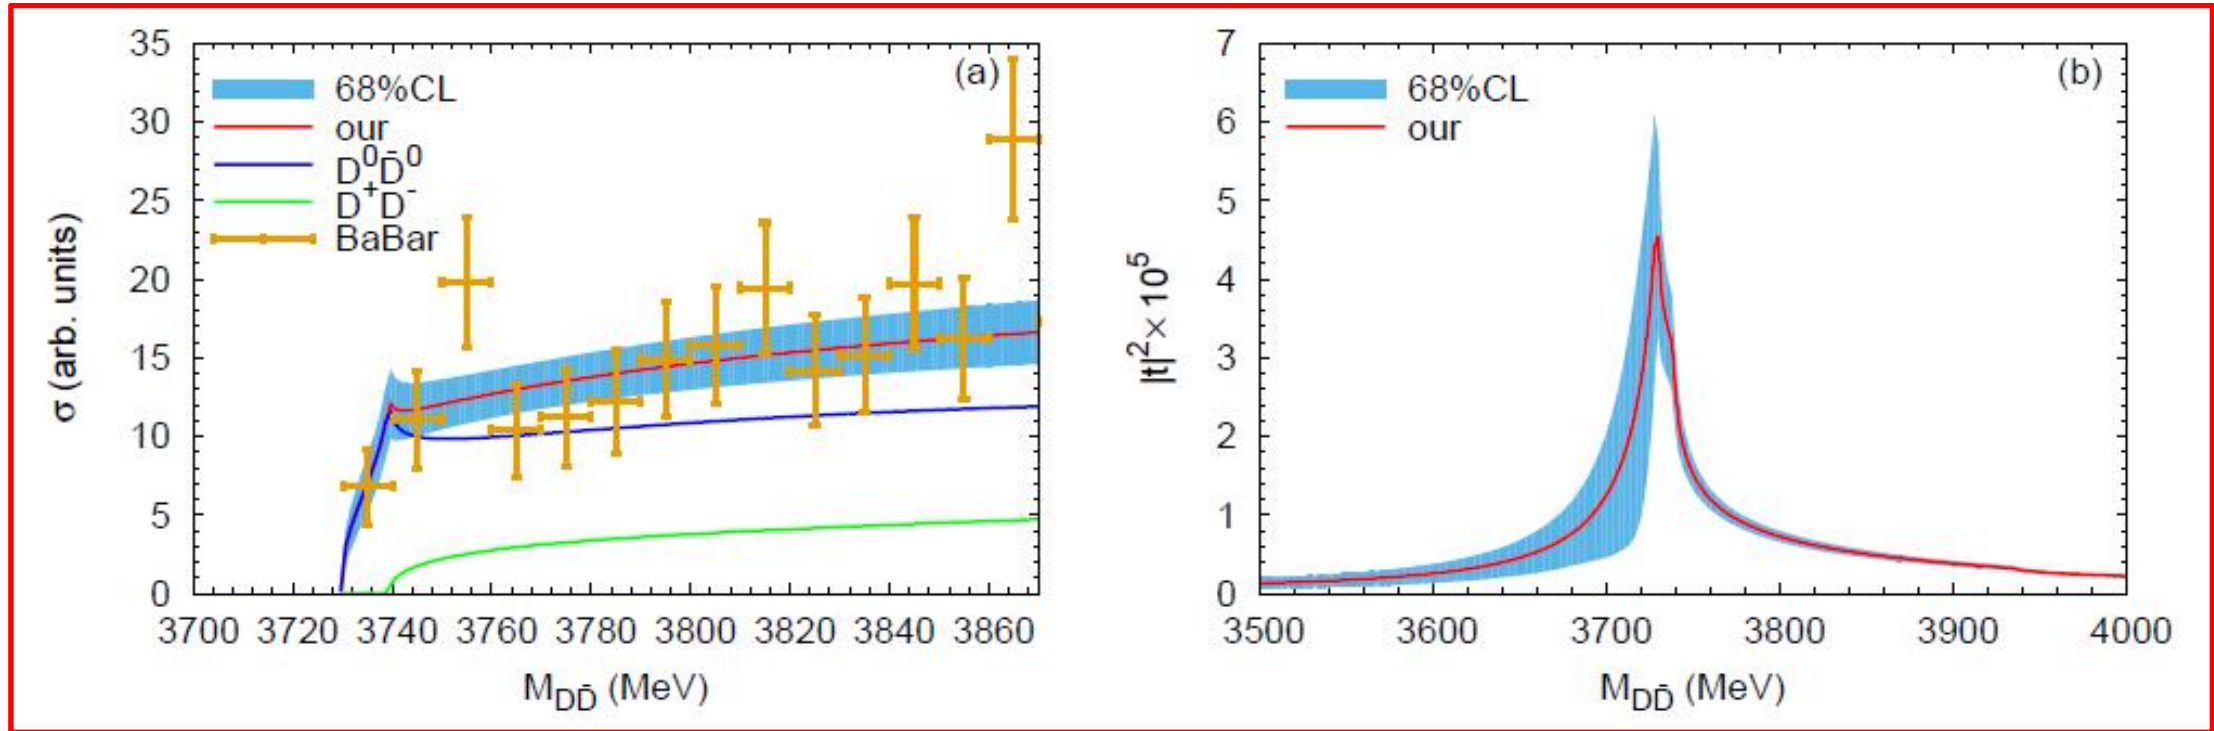 35
30
25
20
15
10
5
0
σ (arb. units)
(a)
68%CL
our
D⁰D̄⁰
D⁺D⁻
BaBar
3700 3720 3740 3760 3780 3800 3820 3840 3860
M_DD̄ (MeV)
7
6
5
4
3
2
1
0
|t|²× 10⁵
(b)
68%CL
our
3500 3600 3700 3800 3900 4000
M_DD̄ (MeV)